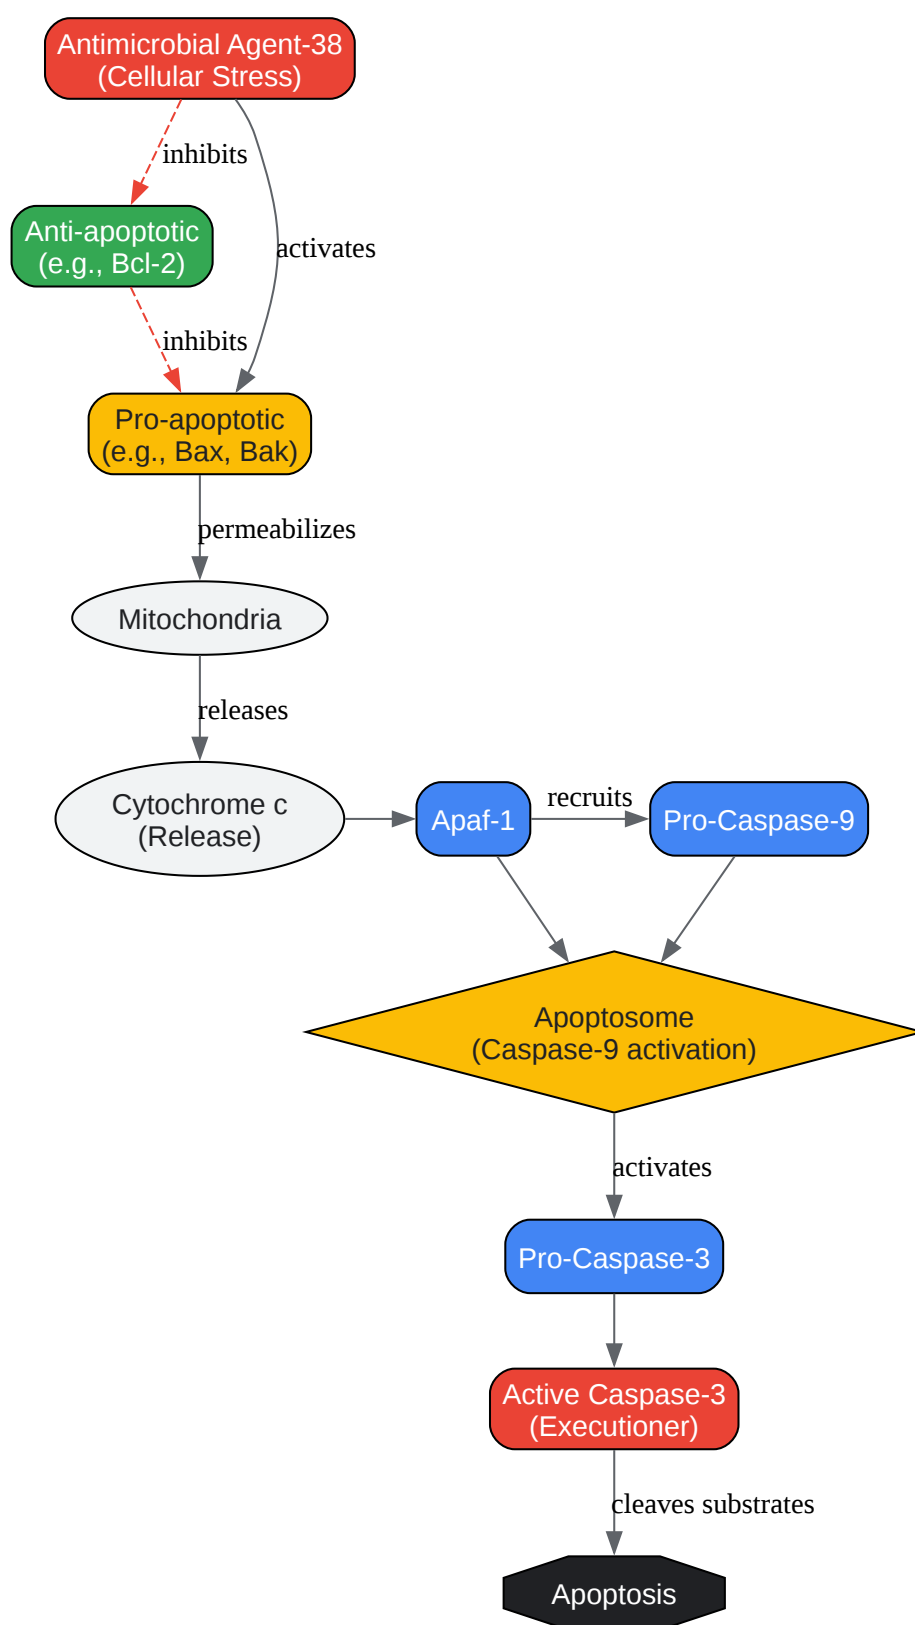 Antimicrobial Agent-38
(Cellular Stress)
inhibits
Anti-apoptotic
(e.g., Bcl-2)
activates
inhibits
Pro-apoptotic
(e.g., Bax, Bak)
permeabilizes
Mitochondria
releases
Cytochrome c
(Release)
Apaf-1
recruits
Pro-Caspase-9
Apoptosome
(Caspase-9 activation)
activates
Pro-Caspase-3
Active Caspase-3
(Executioner)
cleaves substrates
Apoptosis